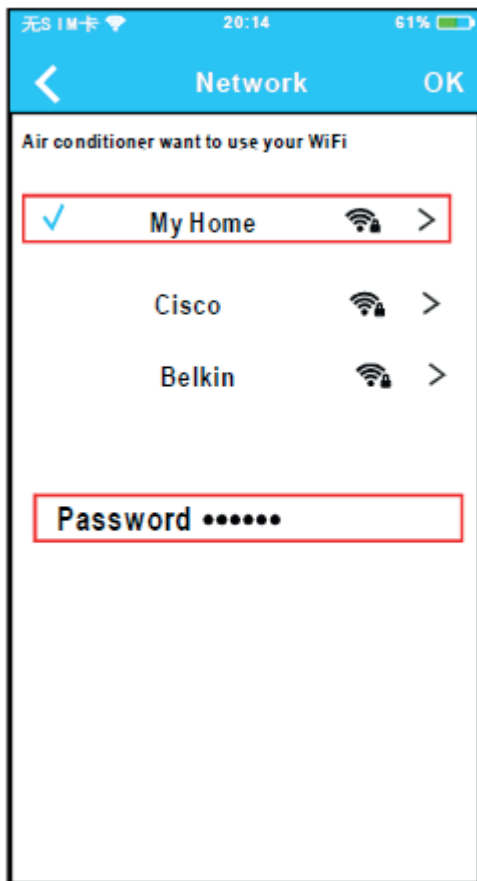 无SIM卡 20:14 61%
Network OK
Air conditioner want to use your WiFi
My Home
Cisco
Belkin
Password ••••••